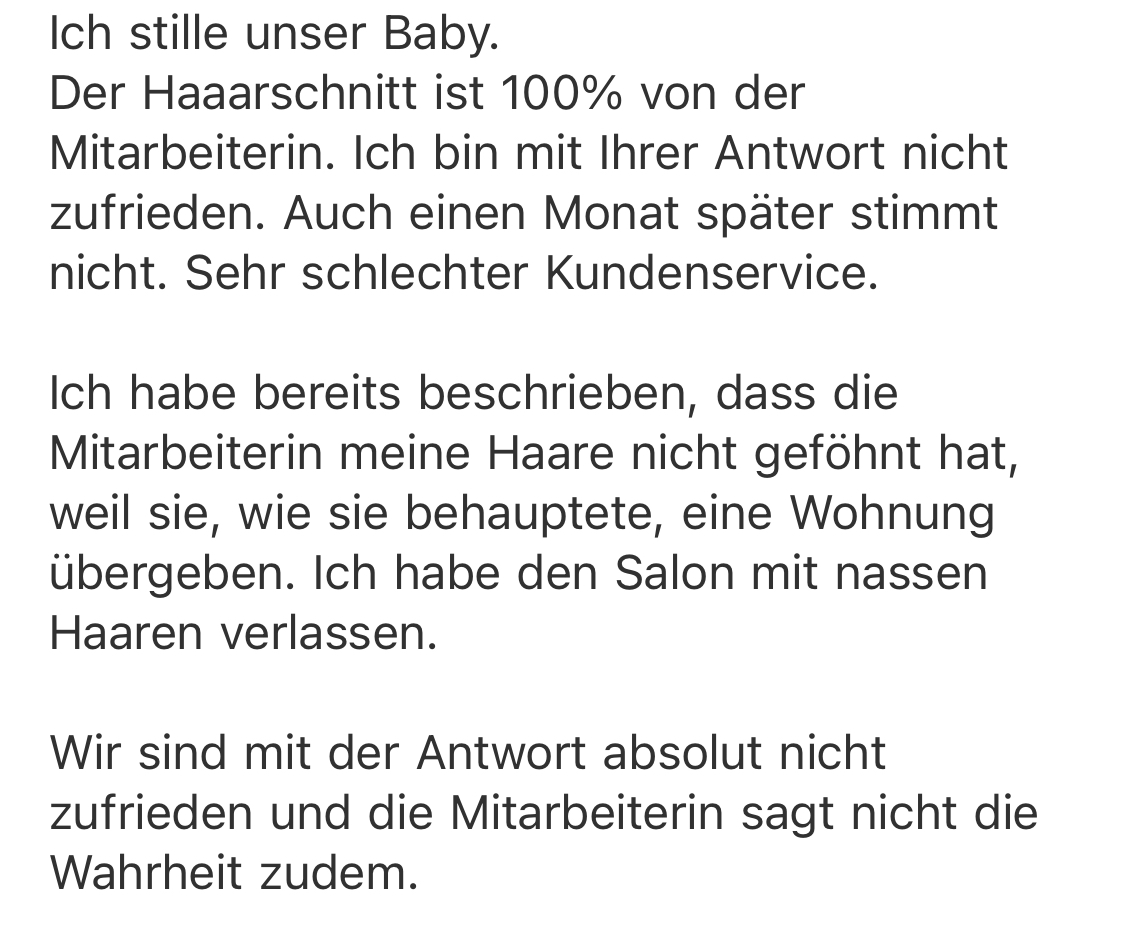 Ich stille unser Baby.
Der Haaarschnitt ist 100% von der
Mitarbeiterin. Ich bin mit Ihrer Antwort nicht
zufrieden. Auch einen Monat später stimmt
nicht. Sehr schlechter Kundenservice.
Ich habe bereits beschrieben, dass die
Mitarbeiterin meine Haare nicht geföhnt hat,
weil sie, wie sie behauptete, eine Wohnung
übergeben. Ich habe den Salon mit nassen
Haaren verlassen.
Wir sind mit der Antwort absolut nicht
zufrieden und die Mitarbeiterin sagt nicht die
Wahrheit zudem.